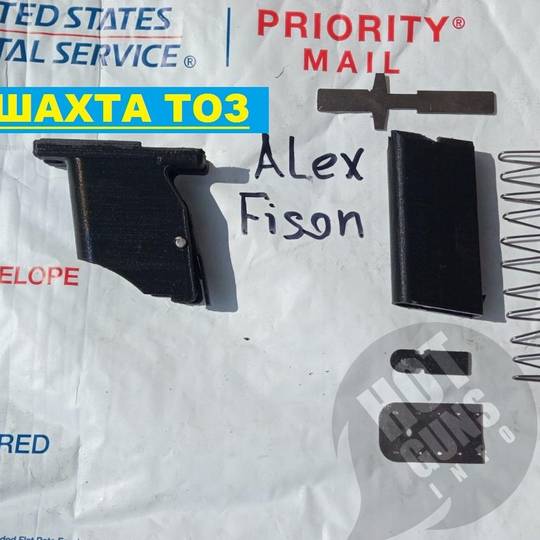 TED STATES
TAL SERVICE®
PRIORITY®
MAIL
ШАХТА ТОЗ
ALex
Fison
ELOPE
RED
HOT
GUNS
INFO